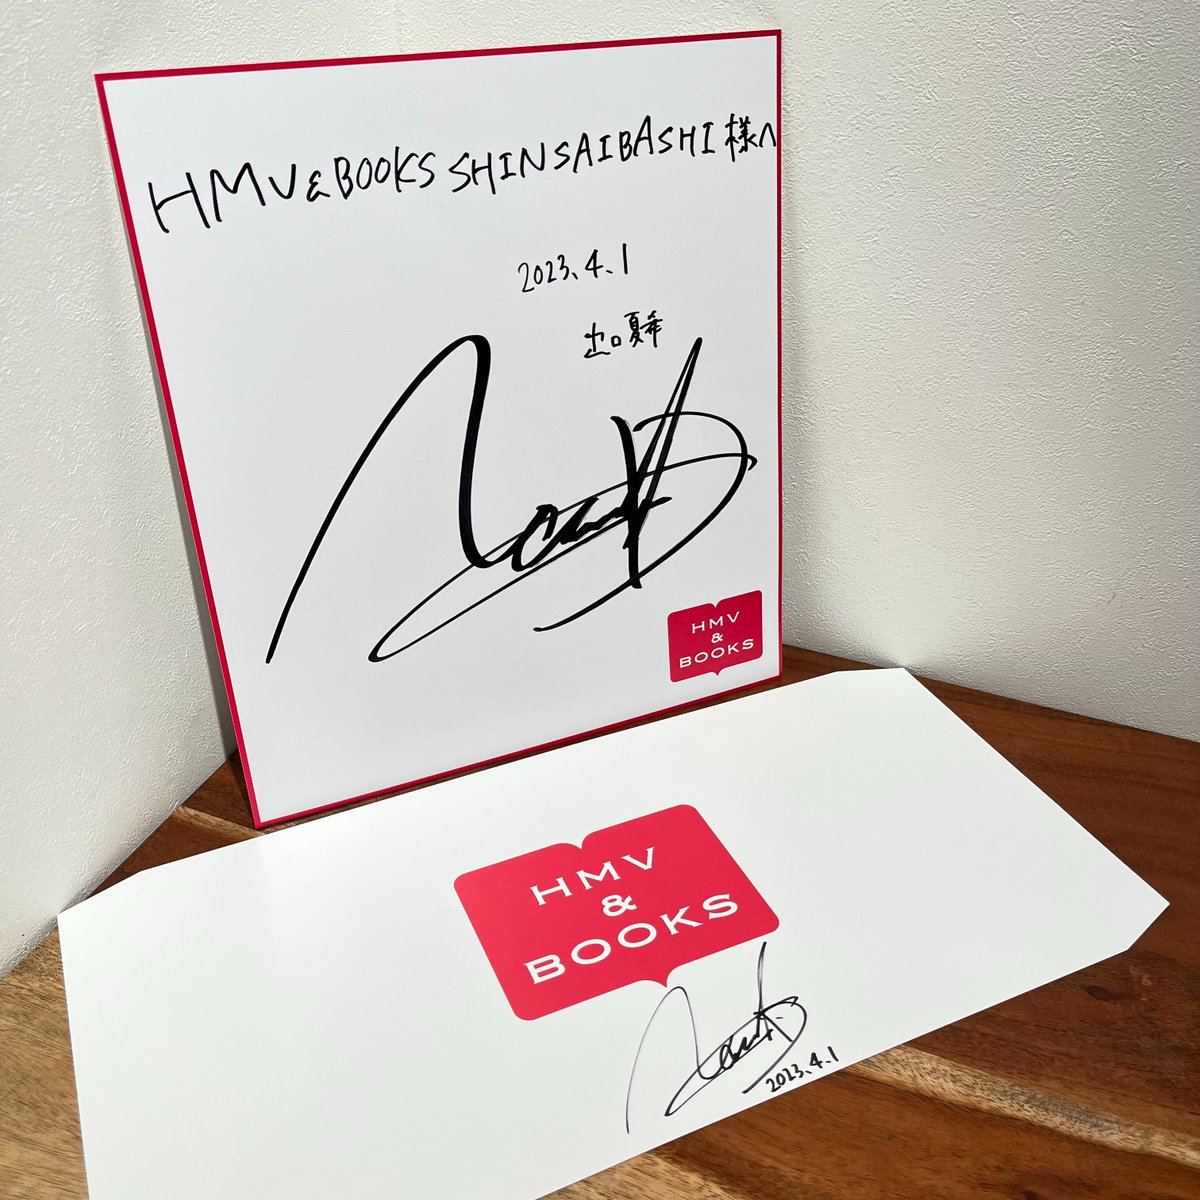 HMV&BOOKS SHINSAIBASHI 様へ
2023.4.1
出口夏希
HMV
&
BOOKS
HMV
&
BOOKS
2023.4.1